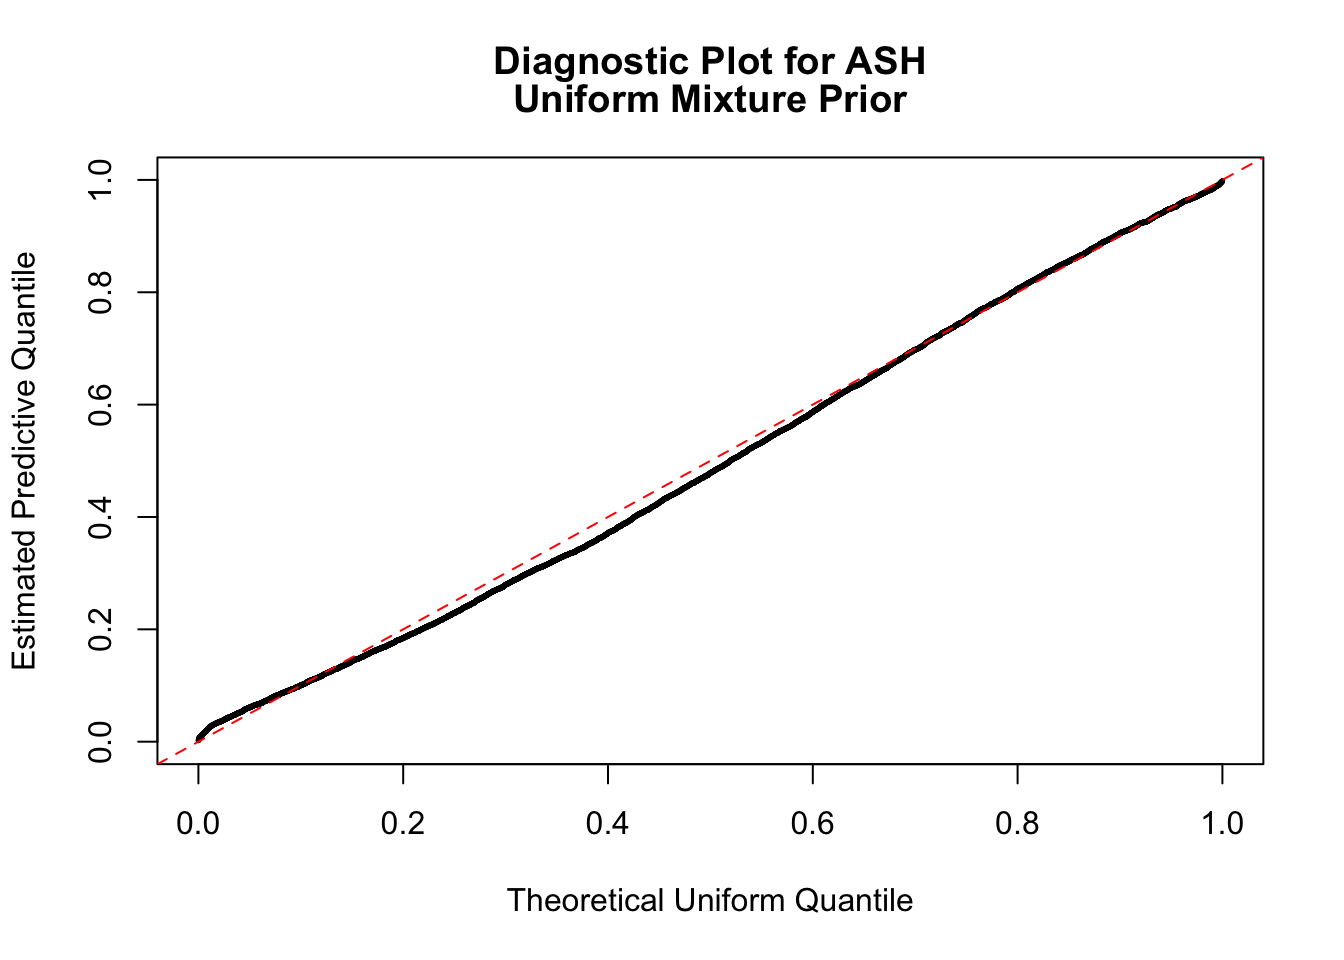 Diagnostic Plot for ASH
Uniform Mixture Prior
Estimated Predictive Quantile
1.0
0.8
0.6
0.4
0.2
0.0
0.0 0.2 0.4 0.6 0.8 1.0
Theoretical Uniform Quantile